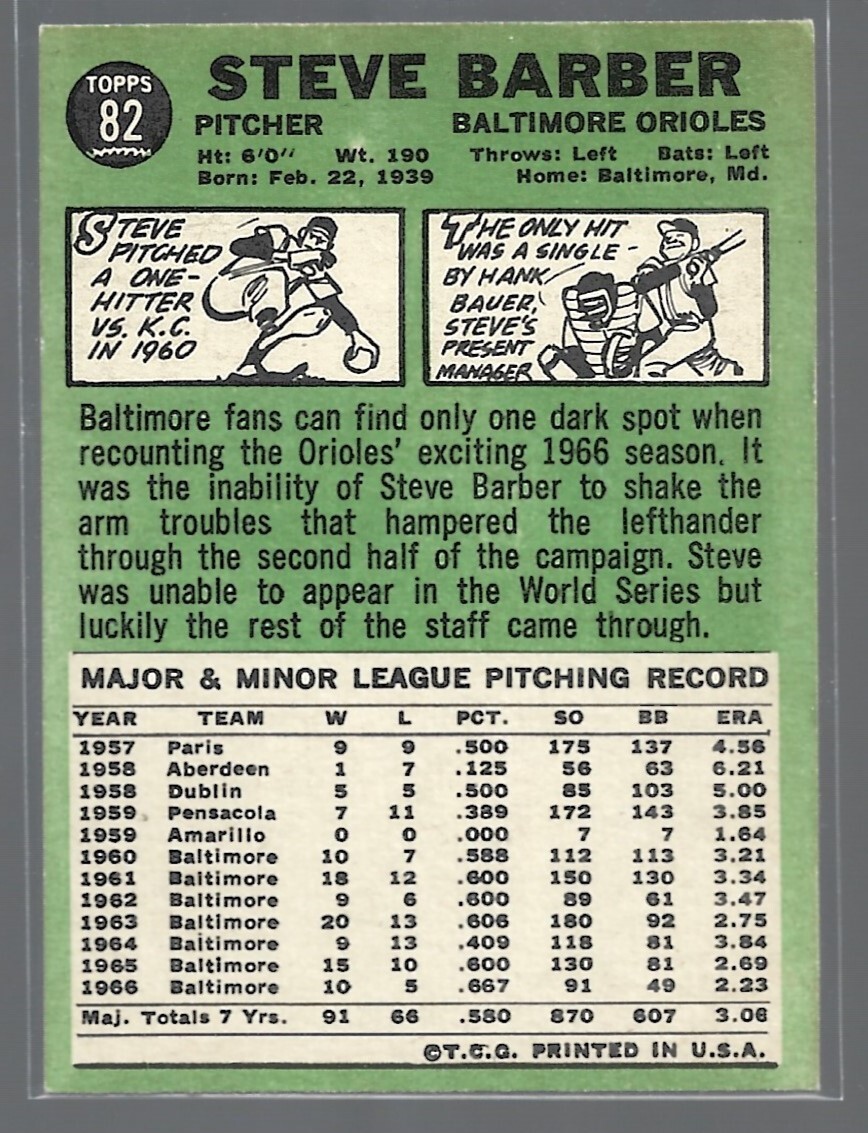 TOPPS
82
STEVE BARBER
PITCHER BALTIMORE ORIOLES
Ht: 6'0" Wt. 190 Throws: Left Bats: Left
Born: Feb. 22, 1939 Home: Baltimore, Md.
STEVE
PITCHED
A ONE-
HITTER
VS. K.C.
IN 1960
THE ONLY HIT
WAS A SINGLE -
BY HANK
BAUER,
STEVE'S
PRESENT
MANAGER
Baltimore fans can find only one dark spot when
recounting the Orioles' exciting 1966 season. It
was the inability of Steve Barber to shake the
arm troubles that hampered the lefthander
through the second half of the campaign. Steve
was unable to appear in the World Series but
luckily the rest of the staff came through.
MAJOR & MINOR LEAGUE PITCHING RECORD
YEAR TEAM W L PCT. SO BB ERA
1957 Paris 9 9 .500 175 137 4.56
1958 Aberdeen 1 7 .125 56 63 6.21
1958 Dublin 5 5 .500 85 103 5.00
1959 Pensacola 7 11 .389 172 143 3.85
1959 Amarillo 0 0 .000 7 7 1.64
1960 Baltimore 10 7 .588 112 113 3.21
1961 Baltimore 18 12 .600 150 130 3.34
1962 Baltimore 9 6 .600 89 61 3.47
1963 Baltimore 20 13 .606 180 92 2.75
1964 Baltimore 9 13 .409 118 81 3.84
1965 Baltimore 15 10 .600 130 81 2.69
1966 Baltimore 10 5 .667 91 49 2.23
Maj. Totals 7 Yrs. 91 66 .580 870 607 3.06
©T.C.G. PRINTED IN U.S.A.